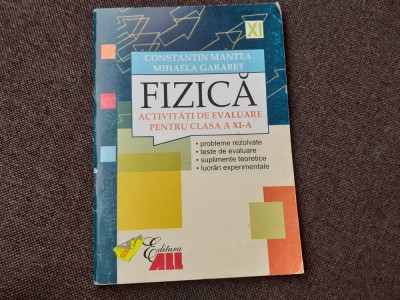 XI
CONSTANTIN MANTEA
MIHAELA GARABET
FIZICĂ
ACTIVITĂȚI DE EVALUARE
PENTRU CLASA A XI-A
• probleme rezolvate
• teste de evaluare
• suplimente teoretice
• lucrări experimentale
Editura
ALL